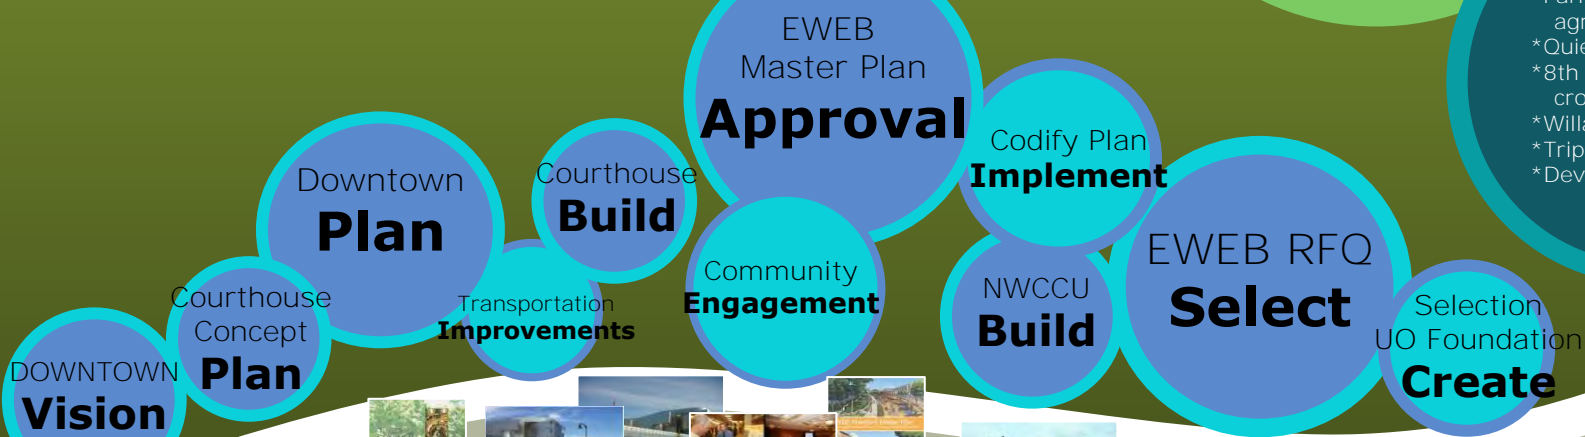 DOWNTOWN
Vision
Courthouse
Concept
Plan
Downtown
Plan
Transportation
Improvements
Courthouse
Build
EWEB
Master Plan
Approval
Community
Engagement
Codify Plan
Implement
NWCCU
Build
EWEB RFQ
Select
Selection
UO Foundation
Create
*8th